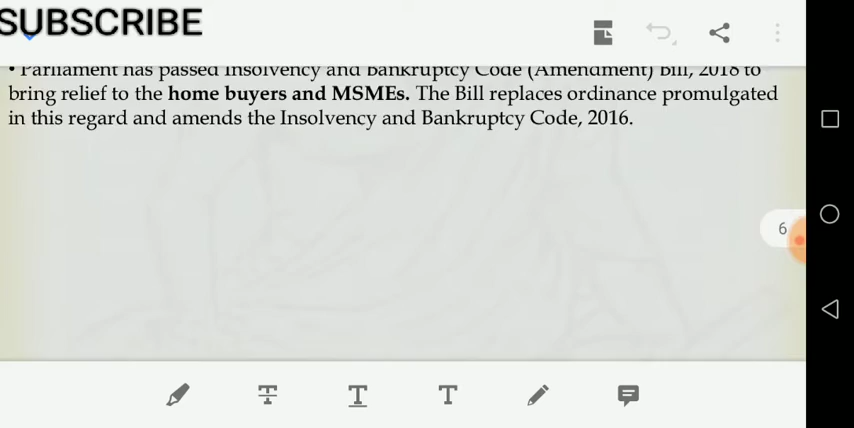 SUBSCRIBE
• Parliament has passed Insolvency and Bankruptcy Code (Amendment) Bill, 2018 to
bring relief to the home buyers and MSMEs. The Bill replaces ordinance promulgated
in this regard and amends the Insolvency and Bankruptcy Code, 2016.
6
T
T
T